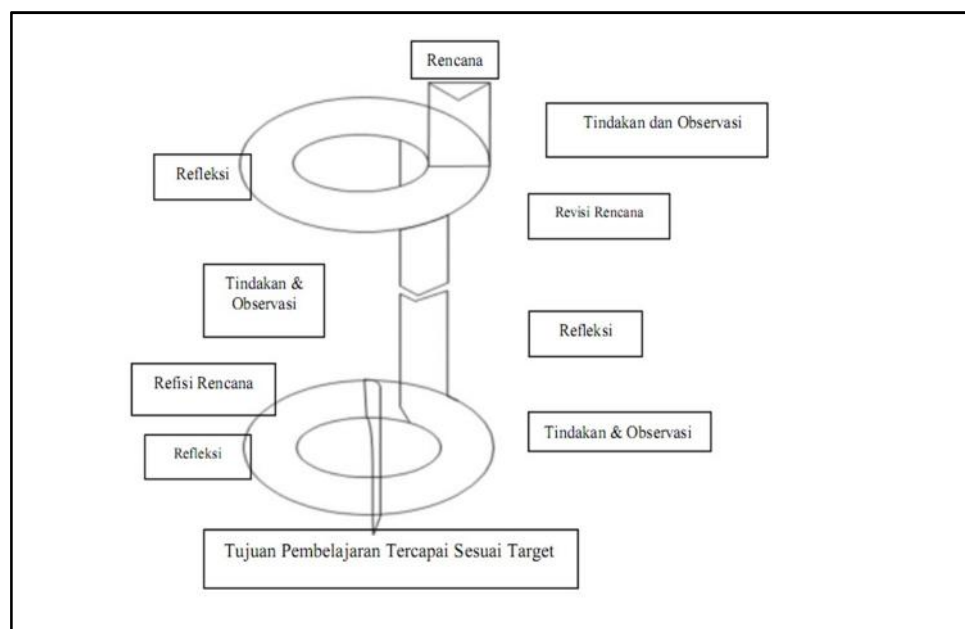 Rencana
Tindakan dan Observasi
Refleksi
Revisi Rencana
Tindakan &
Observasi
Refleksi
Refisi Rencana
Tindakan & Observasi
Refleksi
Tujuan Pembelajaran Tercapai Sesuai Target